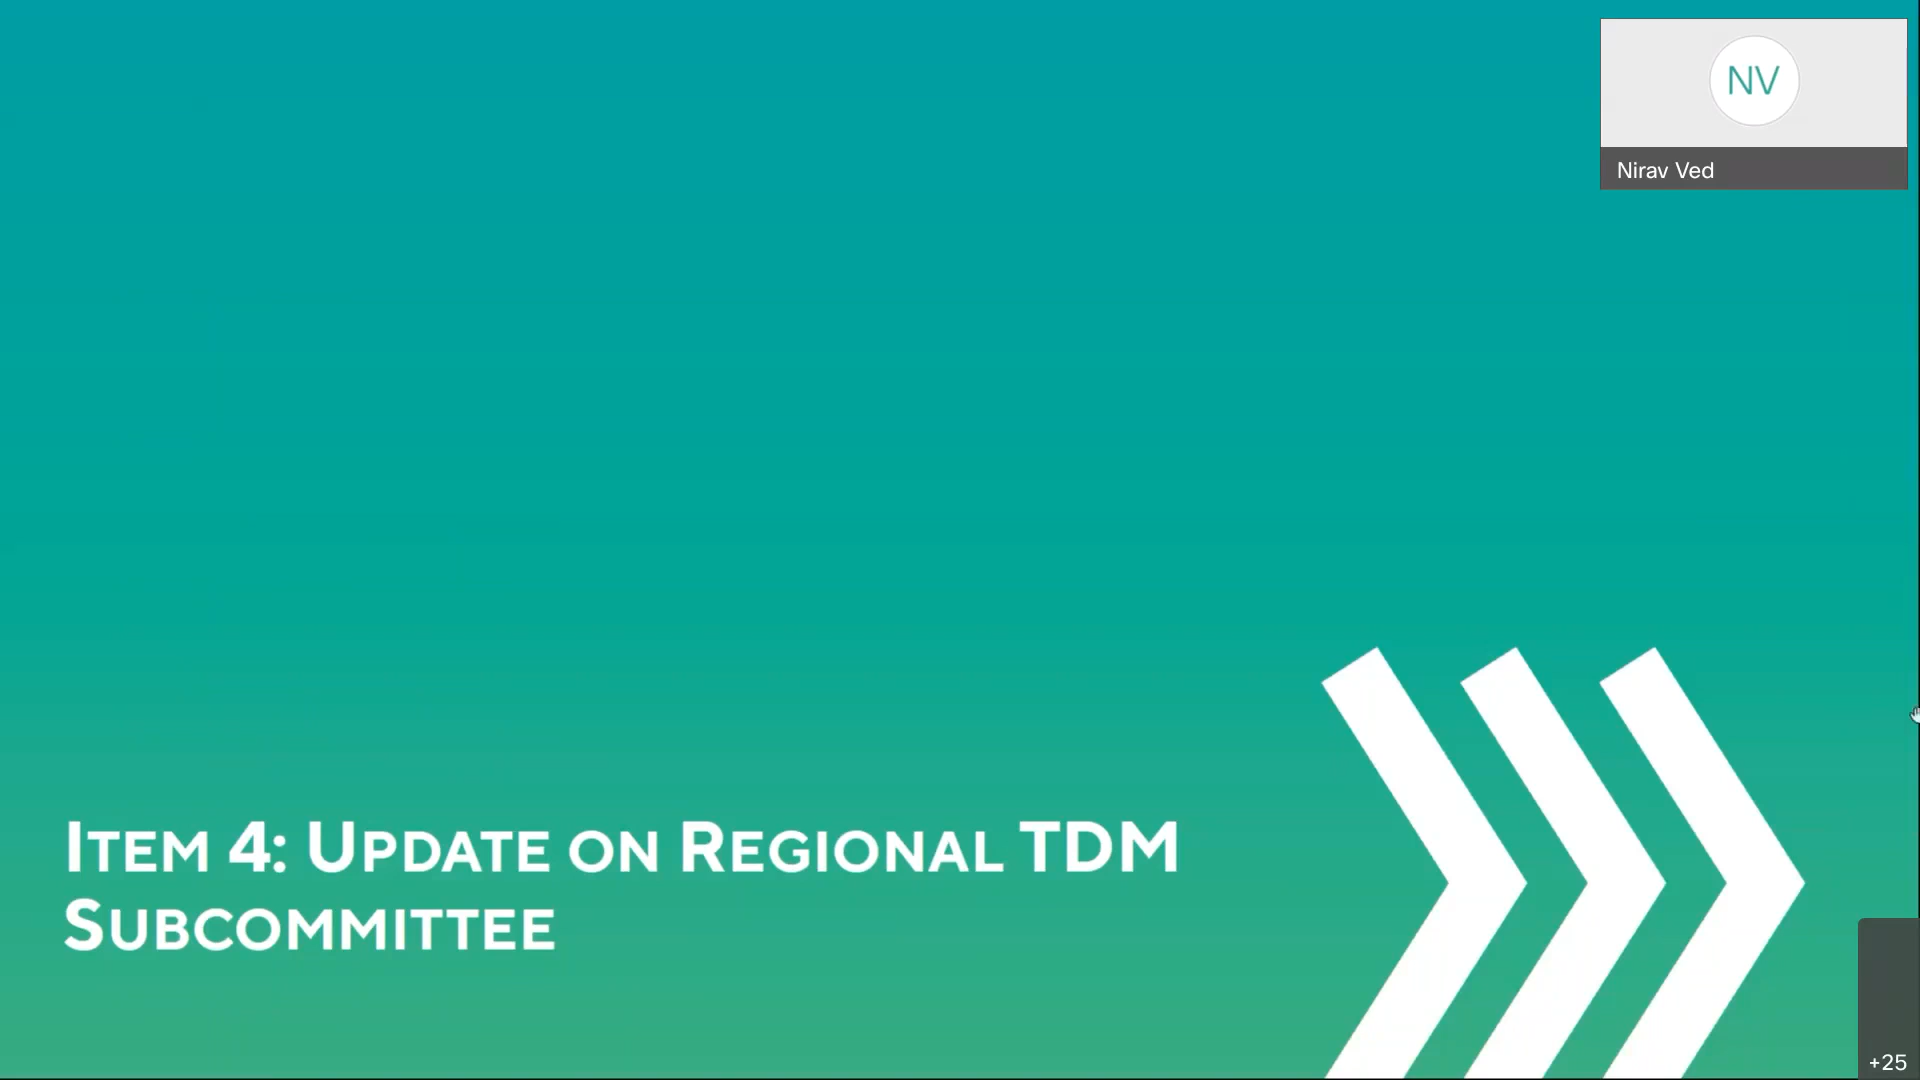 NV
Nirav Ved
ITEM 4: UPDATE ON REGIONAL TDM
SUBCOMMITTEE
+25